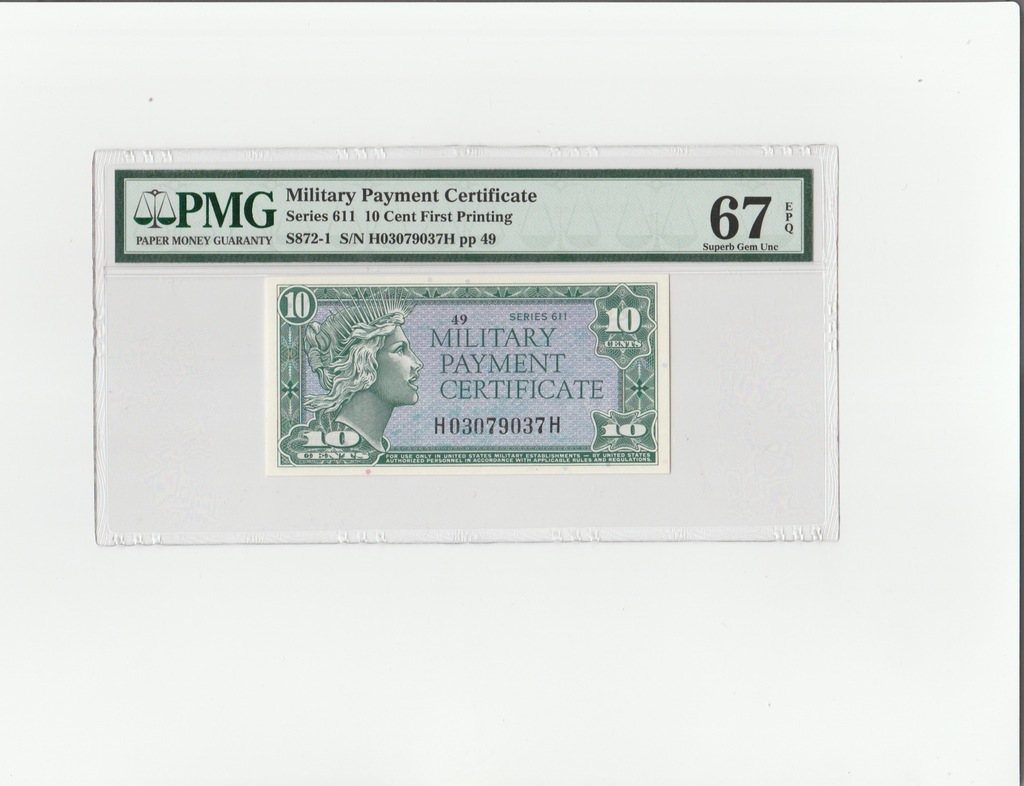 PMG
PAPER MONEY GUARANTY
Military Payment Certificate
Series 611 10 Cent First Printing
S872-1 S/N H03079037H pp 49
67
EPQ
Superb Gem Unc
10
49
SERIES 611
10
CENTS
MILITARY
PAYMENT
CERTIFICATE
H03079037H
10
CENTS
10
FOR USE ONLY IN UNITED STATES MILITARY ESTABLISHMENTS — BY UNITED STATES
AUTHORIZED PERSONNEL IN ACCORDANCE WITH APPLICABLE RULES AND REGULATIONS.